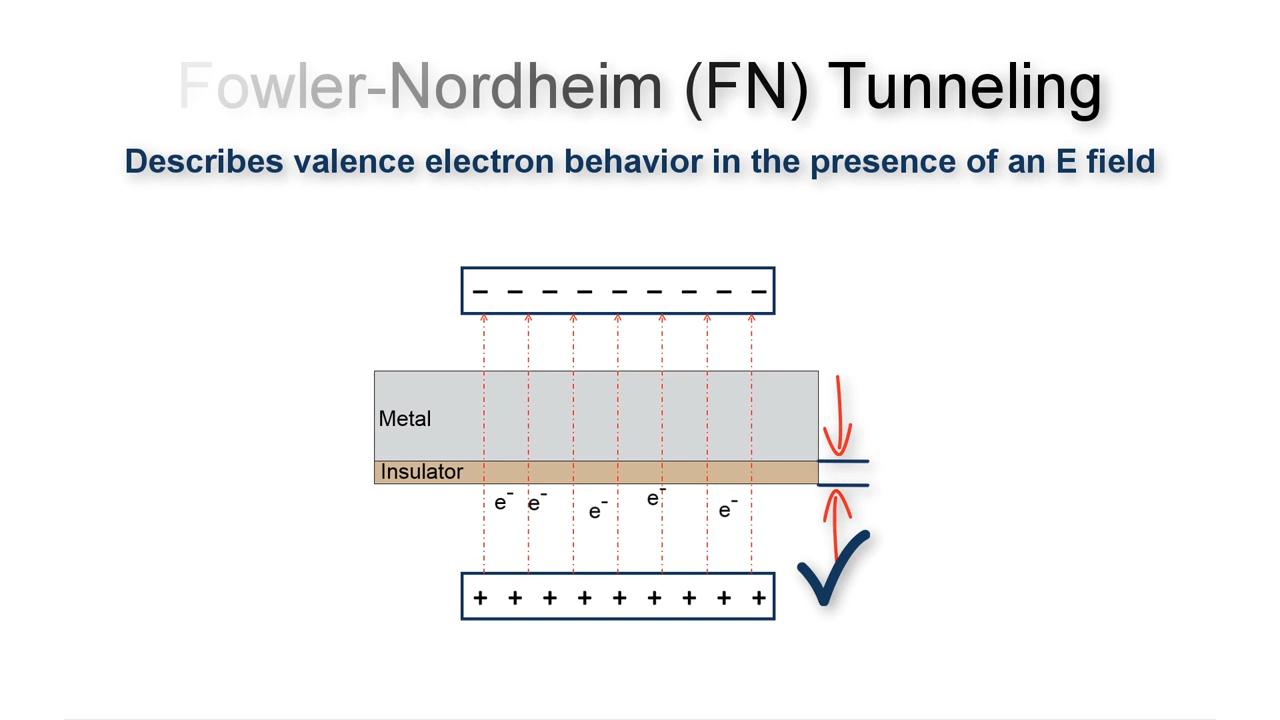 Fowler-Nordheim (FN) Tunneling
Describes valence electron behavior in the presence of an E field
− − − − − − − − −
Metal
Insulator
e⁻ e⁻ e⁻ e⁻ e⁻
+ + + + + + + + +